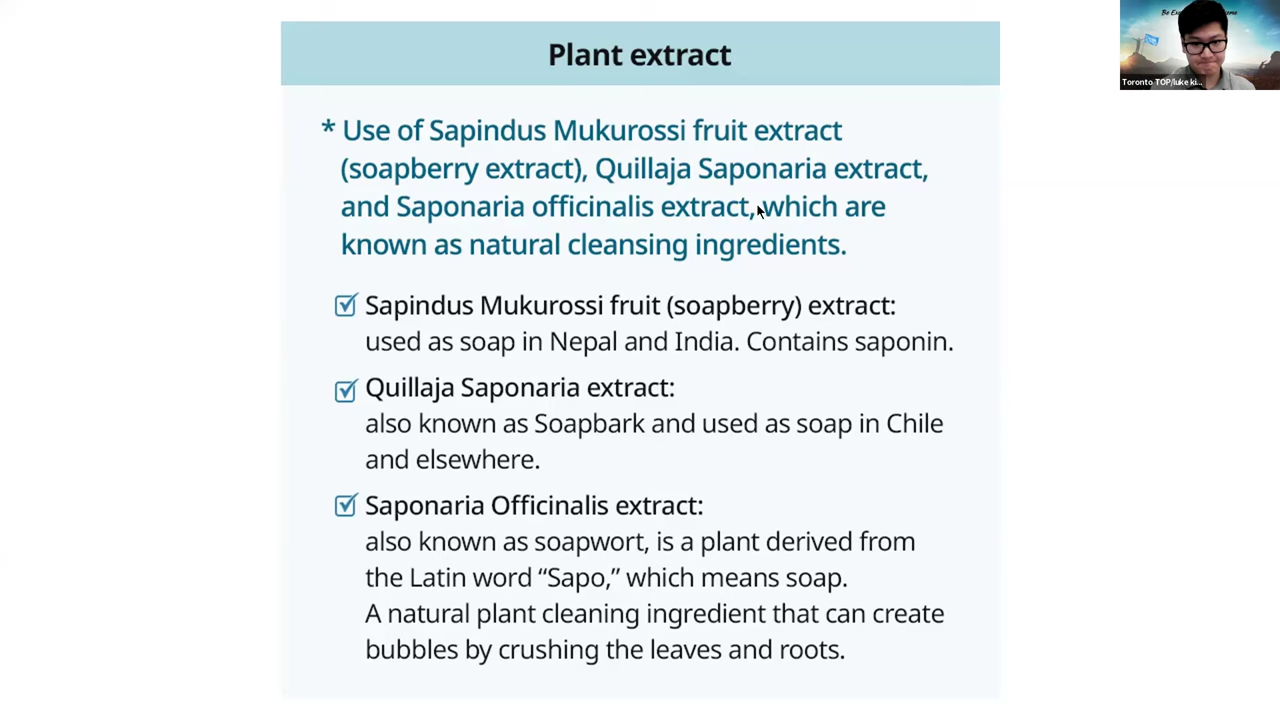 Plant extract
* Use of Sapindus Mukurossi fruit extract
(soapberry extract), Quillaja Saponaria extract,
and Saponaria officinalis extract, which are
known as natural cleansing ingredients.
Sapindus Mukurossi fruit (soapberry) extract:
used as soap in Nepal and India. Contains saponin.
Quillaja Saponaria extract:
also known as Soapbark and used as soap in Chile
and elsewhere.
Saponaria Officinalis extract:
also known as soapwort, is a plant derived from
the Latin word “Sapo,” which means soap.
A natural plant cleaning ingredient that can create
bubbles by crushing the leaves and roots.
Toronto TOP/luke ki...